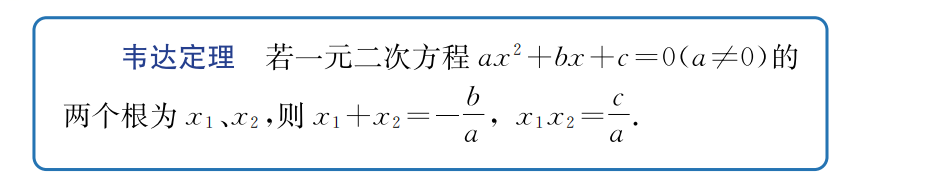 韦达定理 若一元二次方程 ax²+bx+c=0(a≠0)的
两个根为 x₁、x₂,则 x₁+x₂=-b/a, x₁x₂=c/a.